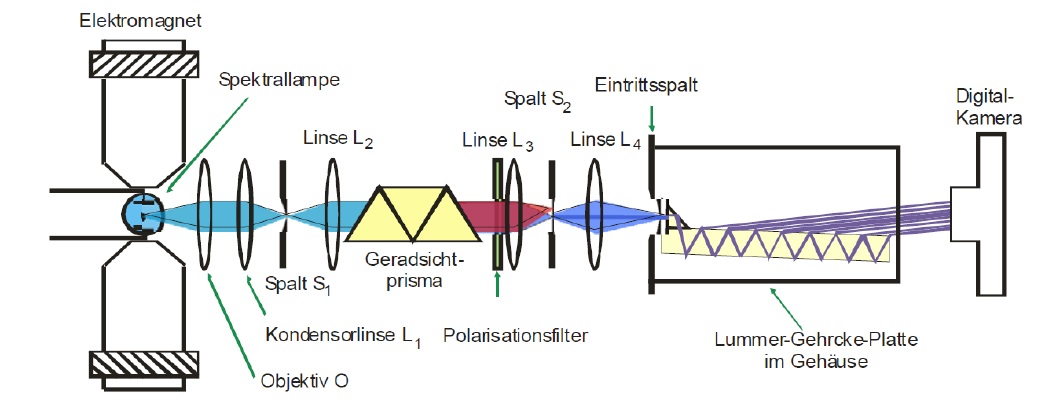 Elektromagnet
Spektrallampe
Linse L2
Linse L3
Spalt S2
Linse L4
Eintrittsspalt
Digital-
Kamera
Geradsicht-
prisma
Spalt S1
Kondensorlinse L1
Objektiv O
Polarisationsfilter
Lummer-Gehrcke-Platte
im Gehäuse